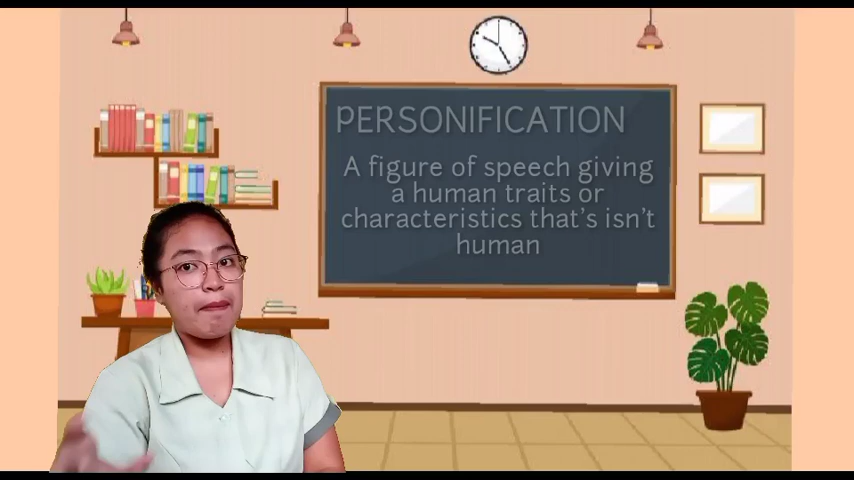 PERSONIFICATION
A figure of speech giving
a human traits or
characteristics that's isn't
human